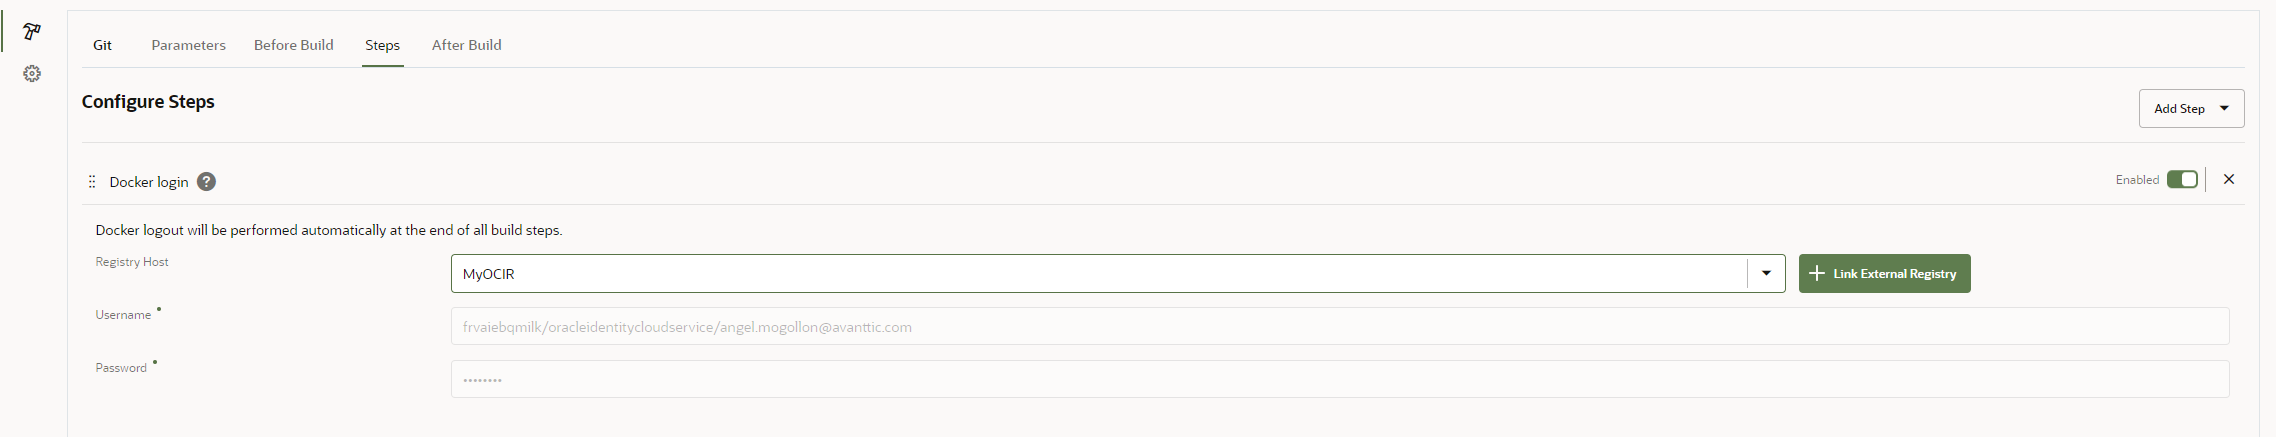 Git Parameters Before Build Steps After Build
Configure Steps
Add Step
Docker login ?
Enabled
Docker logout will be performed automatically at the end of all build steps.
Registry Host
MyOCIR
Link External Registry
Username
frvaiebqmilk/oracleidentitycloudservice/angel.mogollon@avanttic.com
Password
••••••••